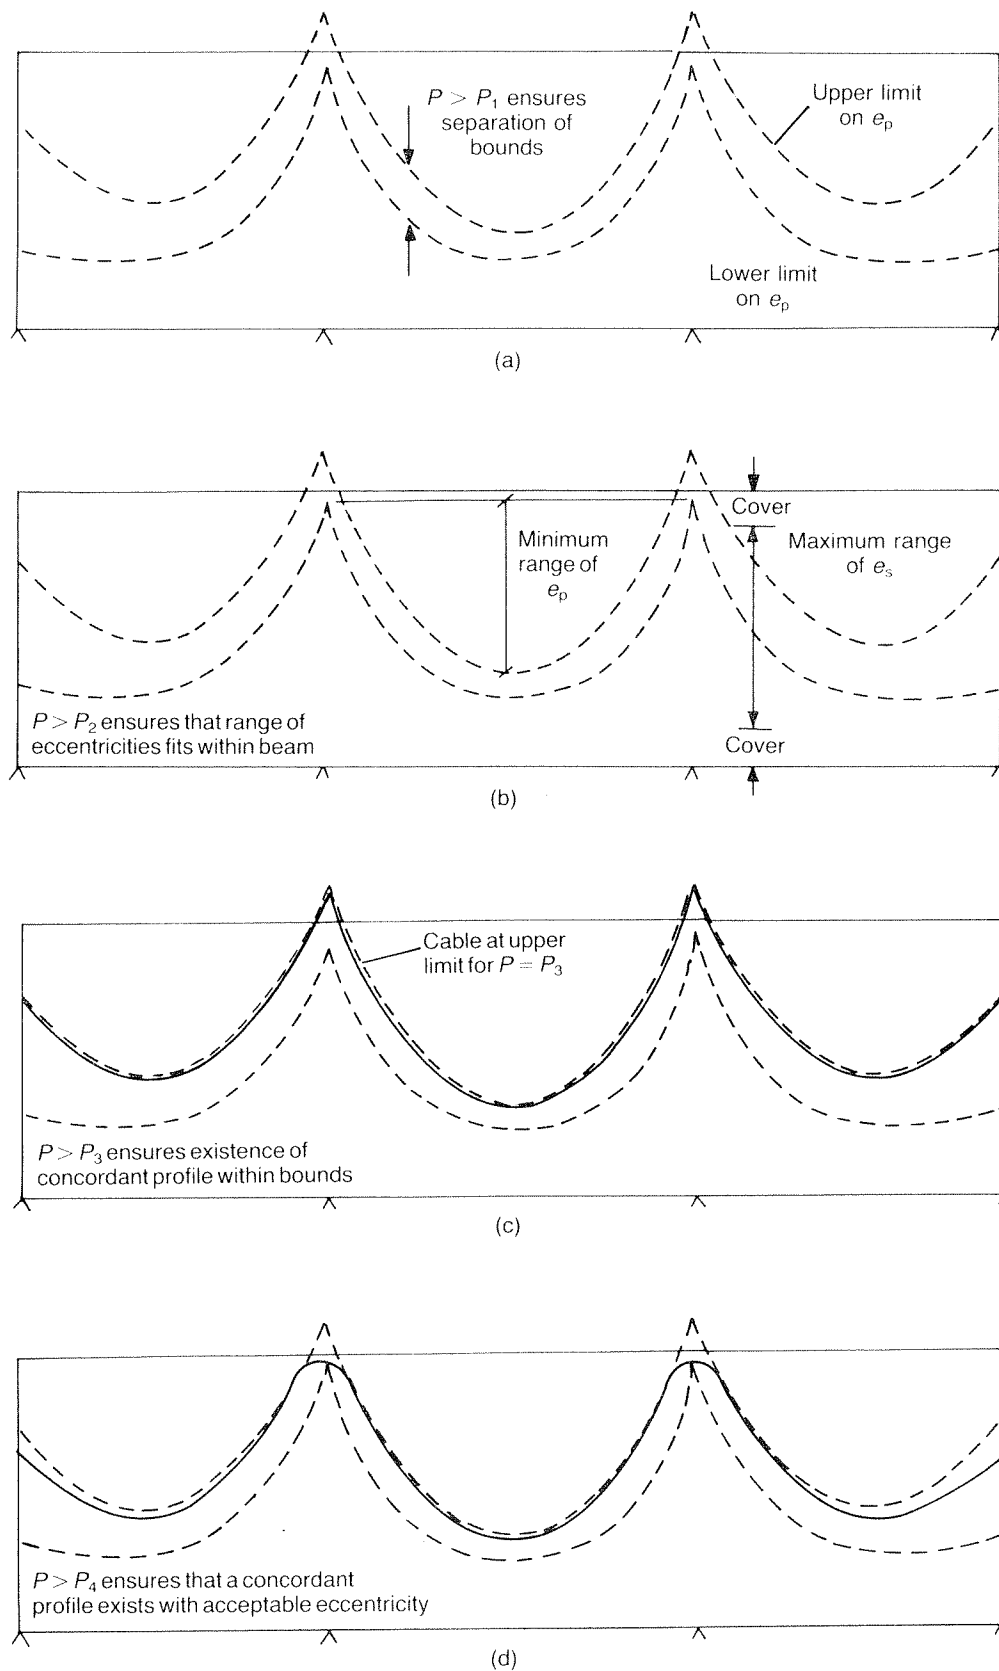 P > P₁ ensures
separation of
bounds
Upper limit
on eₚ
Lower limit
on eₚ
(a)
Cover
Minimum
range of
eₚ
Maximum range
of eₛ
P > P₂ ensures that range of
eccentricities fits within beam
Cover
(b)
Cable at upper
limit for P = P₃
P > P₃ ensures existence of
concordant profile within bounds
(c)
P > P₄ ensures that a concordant
profile exists with acceptable eccentricity
(d)